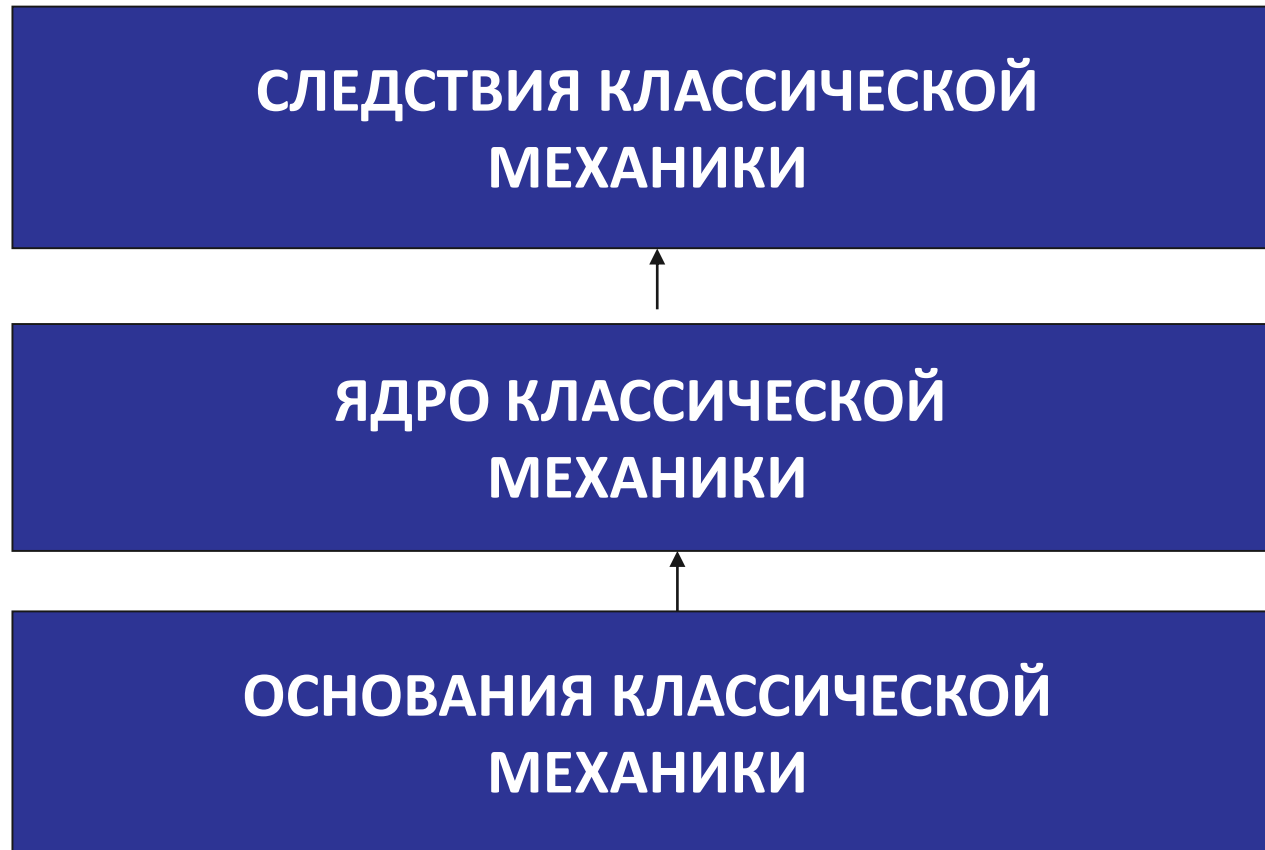 СЛЕДСТВИЯ КЛАССИЧЕСКОЙ
МЕХАНИКИ
ЯДРО КЛАССИЧЕСКОЙ
МЕХАНИКИ
ОСНОВАНИЯ КЛАССИЧЕСКОЙ
МЕХАНИКИ